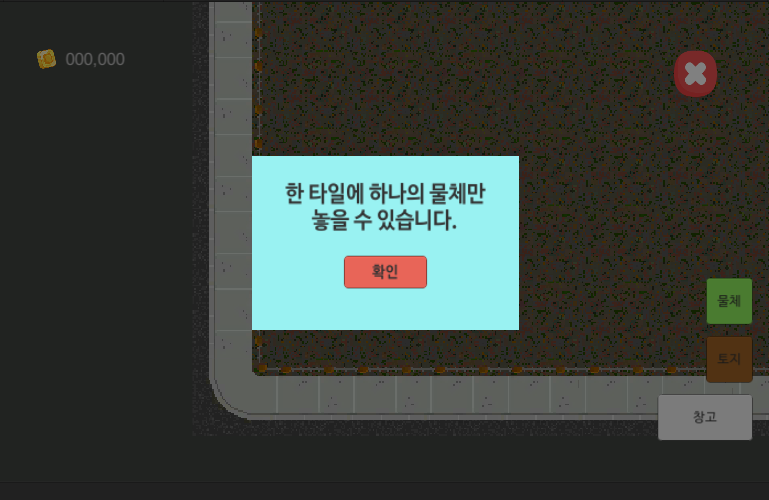 000,000
한 타일에 하나의 물체만
놓을 수 있습니다.
확인
물체
토지
창고